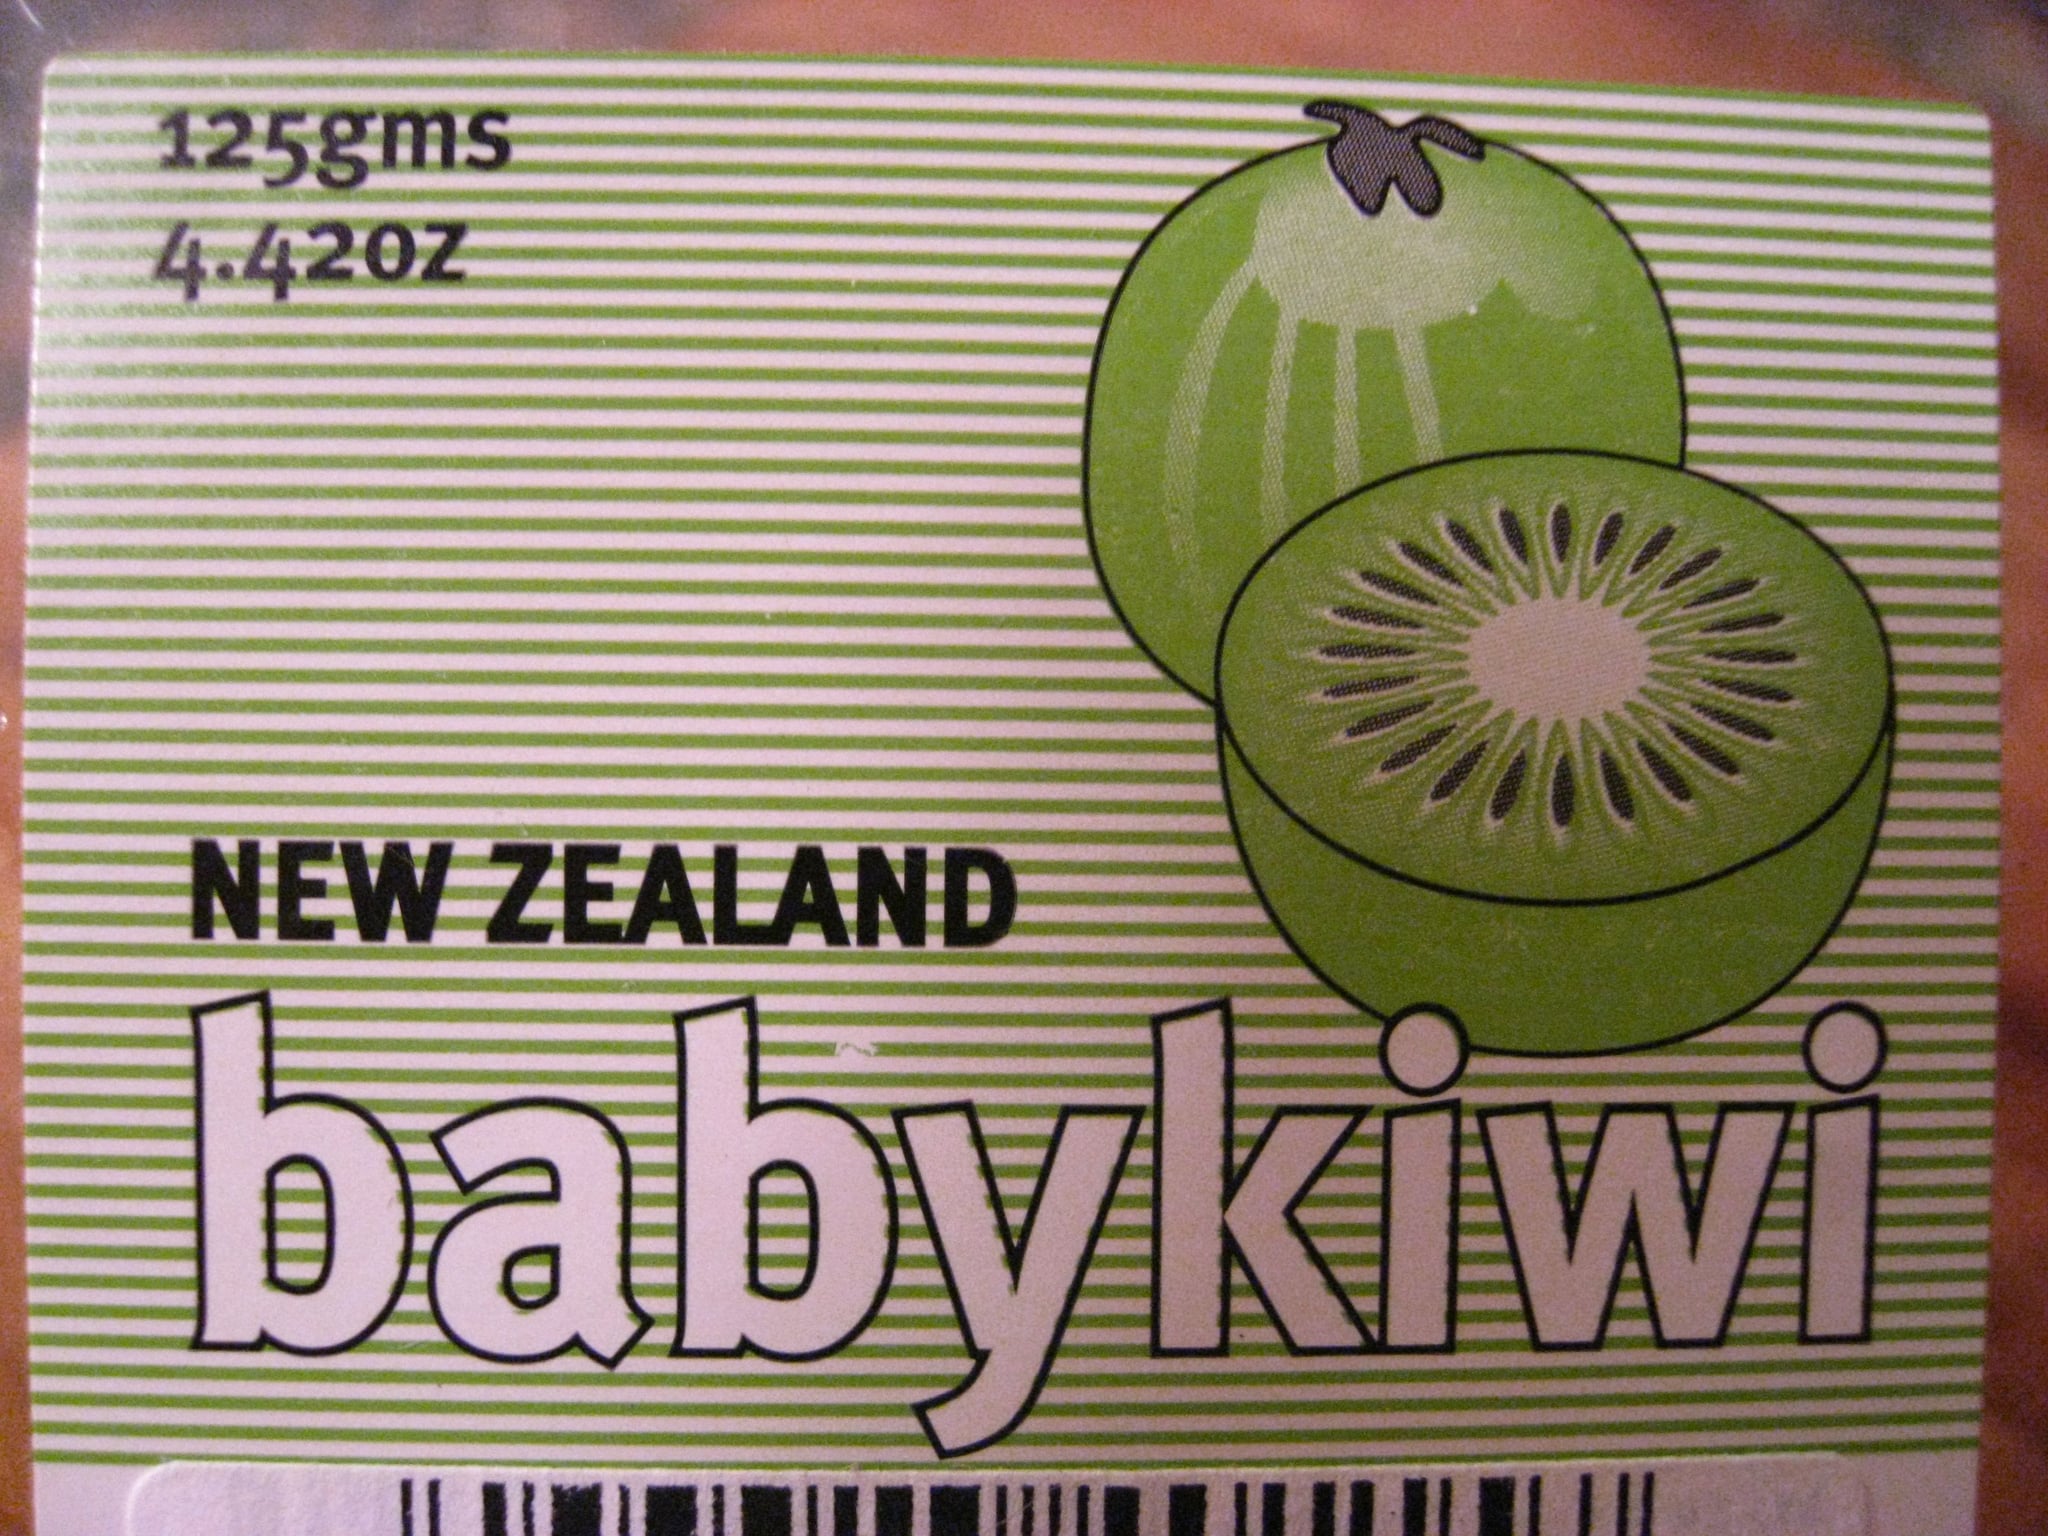 125gms
4.42oz
NEW ZEALAND
babykiwi